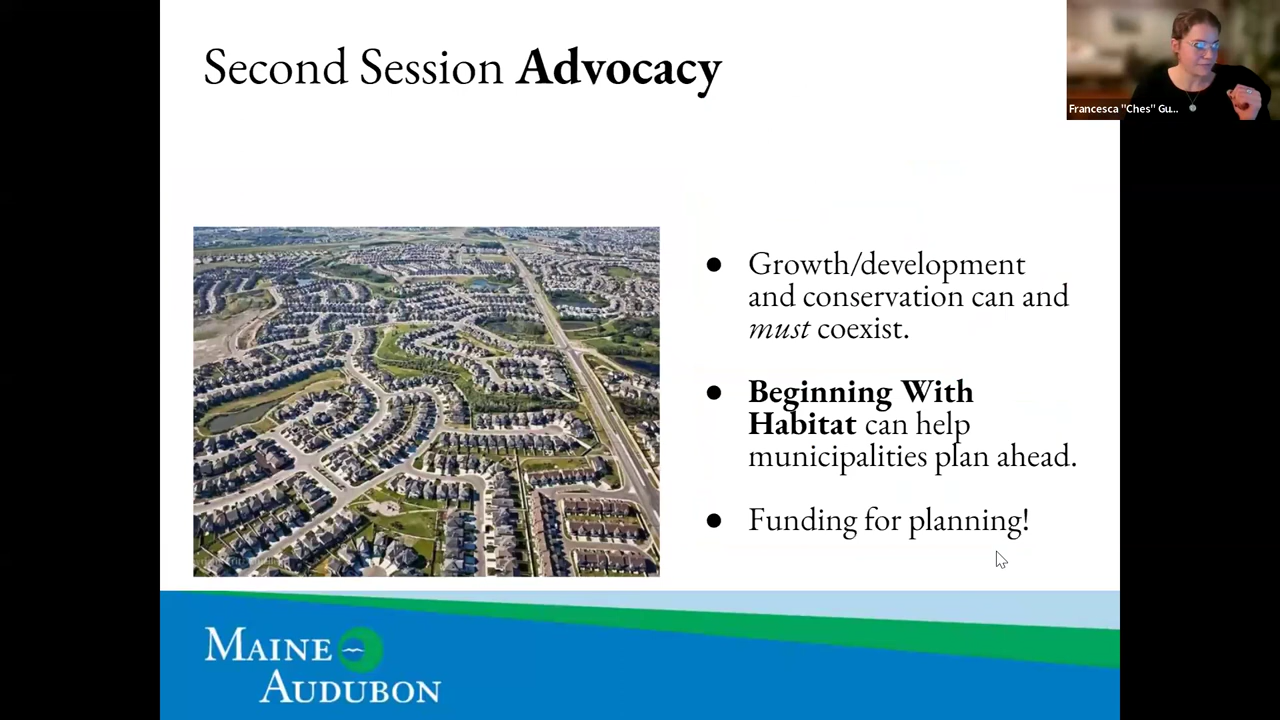 Second Session Advocacy
Francesca "Ches" Gu...
● Growth/development
and conservation can and
must coexist.
● Beginning With
Habitat can help
municipalities plan ahead.
● Funding for planning!
MAINE
AUDUBON